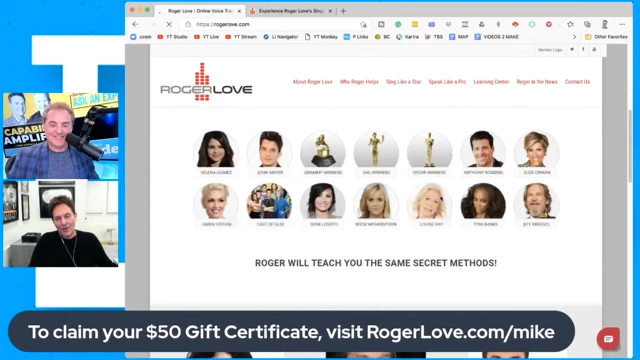 Roger Love | Online Voice Train
Experience Roger Love's Sing
https://rogerlove.com
zoom
YT Studio
YT Live
YT Stream
LI Navigator
YT Monkey
P Links
BC
Kartra
TBS
MAP
VIDEOS 2 MAKE
Other Favorites
Member Login
ROGERLOVE
About Roger Love
Who Roger Helps
Sing Like a Star
Speak Like a Pro
Learning Center
Roger in the News
Contact Us
ASK AN EXP
CAPABIL
AMPLIF
SELENA GOMEZ
JOHN MAYER
GRAMMY WINNERS
SAG WINNERS
OSCAR WINNERS
ANTHONY ROBBINS
SUZE ORMAN
GWEN STEFANI
CAST OF GLEE
DEMI LOVATO
REESE WITHERSPOON
LOUISE HAY
TYRA BANKS
JEFF BRIDGES
ROGER WILL TEACH YOU THE SAME SECRET METHODS!
To claim your $50 Gift Certificate, visit RogerLove.com/mike